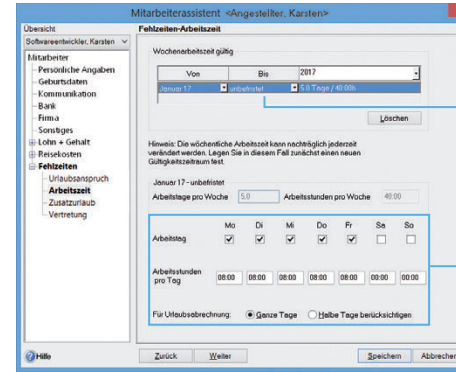 Mitarbeiterassistent <Angestellter, Karsten>
Übersicht
Softwareentwickler, Karsten
Mitarbeiter
Persönliche Angaben
Geburtsdaten
Kommunikation
Bank
Firma
Sonstiges
Lohn + Gehalt
Reisekosten
Fehlzeiten
Urlaubsanspruch
Arbeitszeit
Zusatzurlaub
Vertretung
Fehlzeiten-Arbeitszeit
Wochenarbeitszeit gültig
Von Bis 2017
Januar 17 unbefristet 5.0 Tage / 40:00h
Löschen
Hinweis: Die wöchentliche Arbeitszeit kann nachträglich jederzeit
verändert werden. Legen Sie in diesem Fall zunächst einen neuen
Gültigkeitszeitraum fest.
Januar 17 - unbefristet
Arbeitstage pro Woche 5.0 Arbeitsstunden pro Woche 40:00
Mo Di Mi Do Fr Sa So
Arbeitstag
Arbeitsstunden
pro Tag 08:00 08:00 08:00 08:00 08:00 00:00 00:00
Für Urlaubsabrechnung: Ganze Tage Halbe Tage berücksichtigen
Hilfe Zurück Weiter Speichern Abbrechen